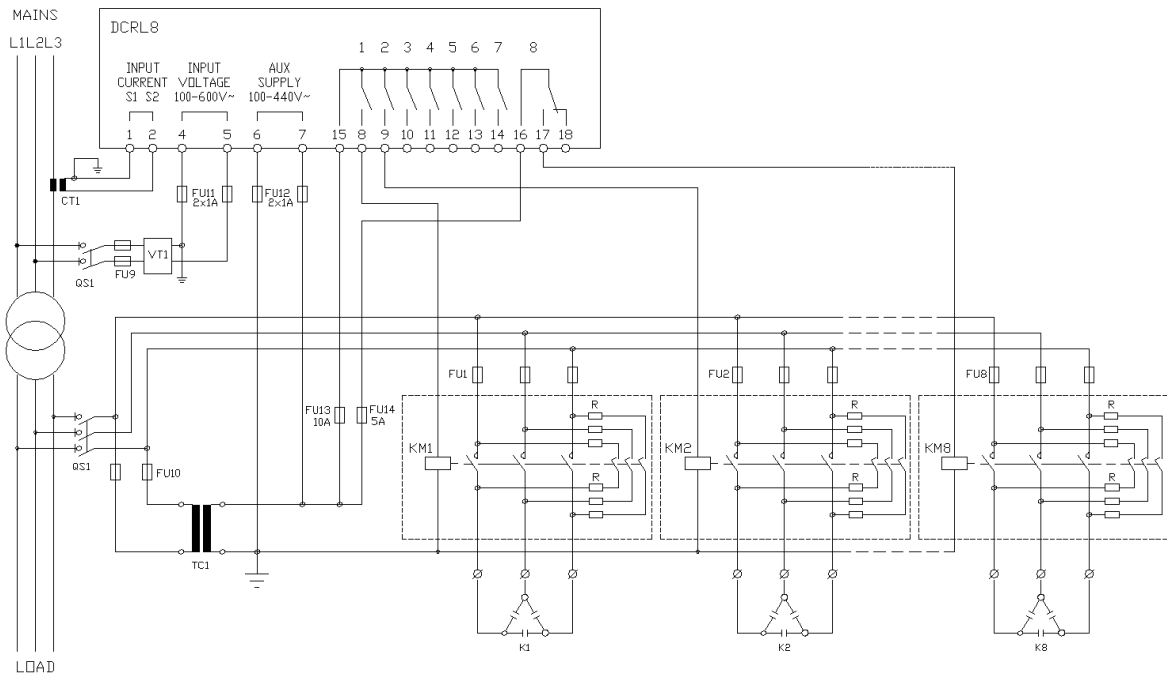 MAINS
L1L2L3
DCRL8
1 2 3 4 5 6 7 8
INPUT CURRENT
S1 S2
INPUT VOLTAGE
100-600V~
AUX SUPPLY
100-440V~
1 2 4 5 6 7 15 8 9 10 11 12 13 14 16 17 18
CT1
FU11
2x1A
FU12
2x1A
QS1
FU9
VT1
FU1
FU2
FU8
FU13
10A
FU14
5A
R
R
R
KM1
KM2
KM8
QS1
FU10
R
R
R
TC1
K1
K2
K8
LOAD